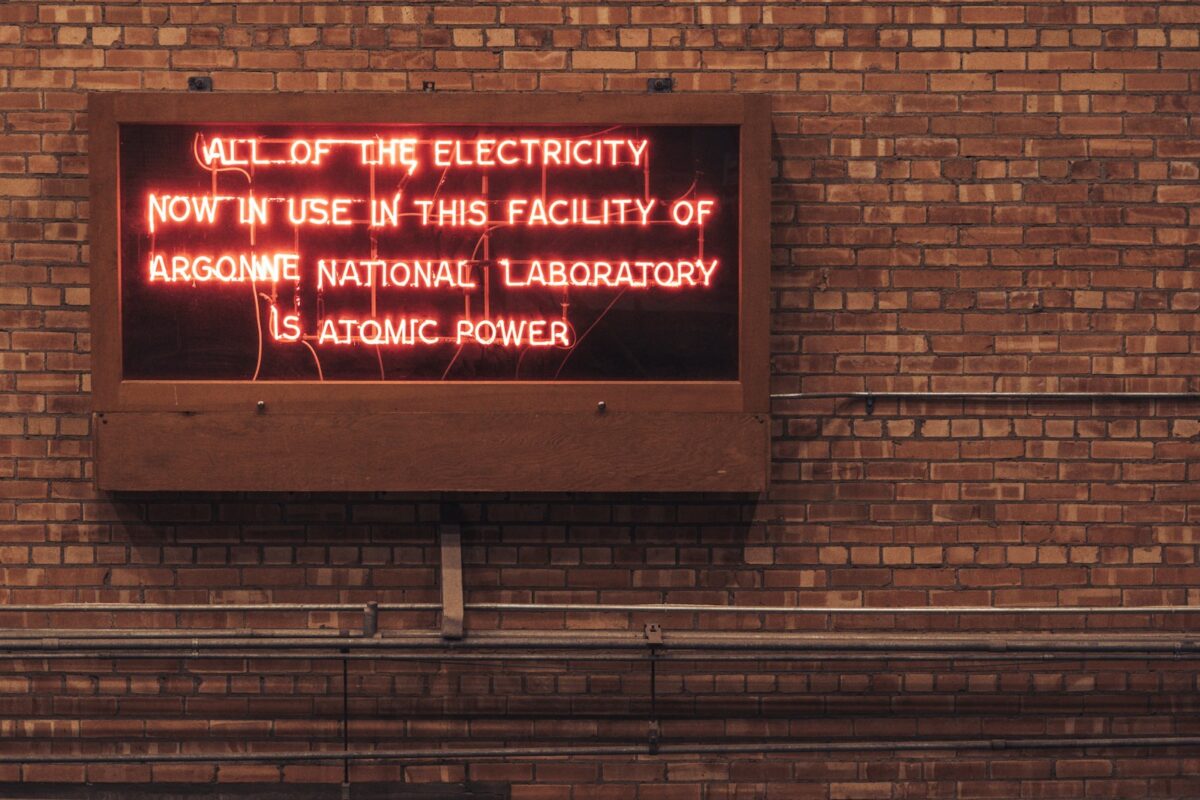 ALL OF THE ELECTRICITY
NOW IN USE IN THIS FACILITY OF
ARGONNE NATIONAL LABORATORY
IS ATOMIC POWER